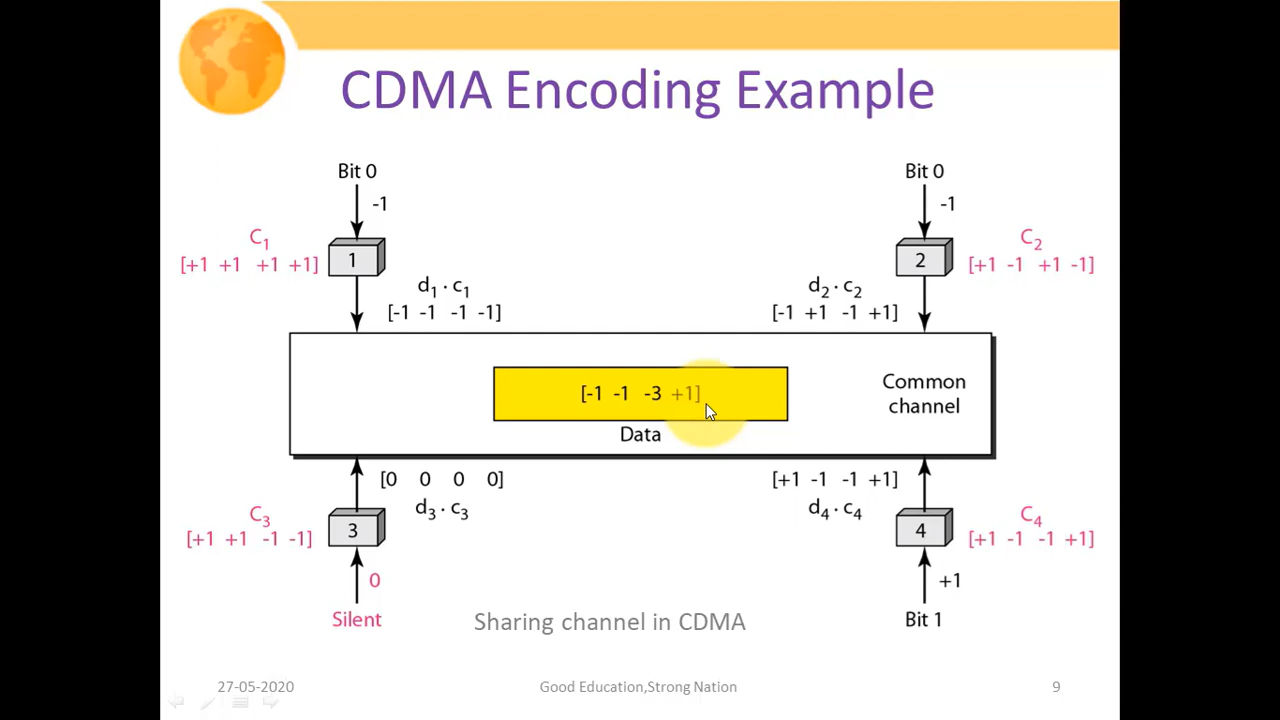 CDMA Encoding Example
Bit 0
Bit 0
-1
-1
C1
C2
[+1 +1 +1 +1]
1
2
[+1 -1 +1 -1]
d1 . c1
d2 . c2
[-1 -1 -1 -1]
[-1 +1 -1 +1]
[-1 -1 -3 +1]
Common
channel
Data
[0 0 0 0]
[+1 -1 -1 +1]
d3 . c3
d4 . c4
C3
C4
[+1 +1 -1 -1]
3
4
[+1 -1 -1 +1]
0
+1
Silent
Sharing channel in CDMA
Bit 1
27-05-2020
Good Education,Strong Nation
9